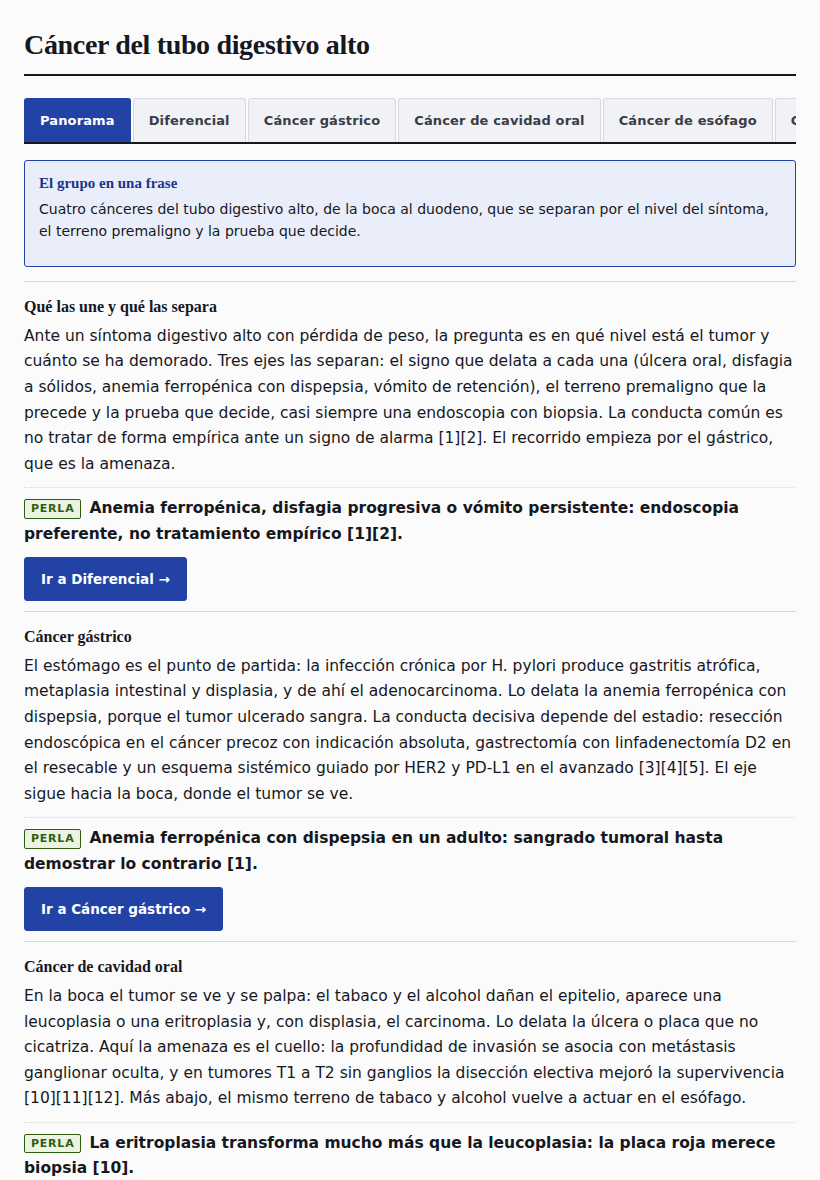 Cáncer del tubo digestivo alto
Panorama
Diferencial
Cáncer gástrico
Cáncer de cavidad oral
Cáncer de esófago
El grupo en una frase
Cuatro cánceres del tubo digestivo alto, de la boca al duodeno, que se separan por el nivel del síntoma,
el terreno premaligno y la prueba que decide.
Qué las une y qué las separa
Ante un síntoma digestivo alto con pérdida de peso, la pregunta es en qué nivel está el tumor y
cuánto se ha demorado. Tres ejes las separan: el signo que delata a cada una (úlcera oral, disfagia
a sólidos, anemia ferropénica con dispepsia, vómito de retención), el terreno premaligno que la
precede y la prueba que decide, casi siempre una endoscopia con biopsia. La conducta común es
no tratar de forma empírica ante un signo de alarma [1][2]. El recorrido empieza por el gástrico,
que es la amenaza.
PERLA Anemia ferropénica, disfagia progresiva o vómito persistente: endoscopia
preferente, no tratamiento empírico [1][2].
Ir a Diferencial →
Cáncer gástrico
El estómago es el punto de partida: la infección crónica por H. pylori produce gastritis atrófica,
metaplasia intestinal y displasia, y de ahí el adenocarcinoma. Lo delata la anemia ferropénica con
dispepsia, porque el tumor ulcerado sangra. La conducta decisiva depende del estadio: resección
endoscópica en el cáncer precoz con indicación absoluta, gastrectomía con linfadenectomía D2 en
el resecable y un esquema sistémico guiado por HER2 y PD-L1 en el avanzado [3][4][5]. El eje
sigue hacia la boca, donde el tumor se ve.
PERLA Anemia ferropénica con dispepsia en un adulto: sangrado tumoral hasta
demostrar lo contrario [1].
Ir a Cáncer gástrico →
Cáncer de cavidad oral
En la boca el tumor se ve y se palpa: el tabaco y el alcohol dañan el epitelio, aparece una
leucoplasia o una eritroplasia y, con displasia, el carcinoma. Lo delata la úlcera o placa que no
cicatriza. Aquí la amenaza es el cuello: la profundidad de invasión se asocia con metástasis
ganglionar oculta, y en tumores T1 a T2 sin ganglios la disección electiva mejoró la supervivencia
[10][11][12]. Más abajo, el mismo terreno de tabaco y alcohol vuelve a actuar en el esófago.
PERLA La eritroplasia transforma mucho más que la leucoplasia: la placa roja merece
biopsia [10].